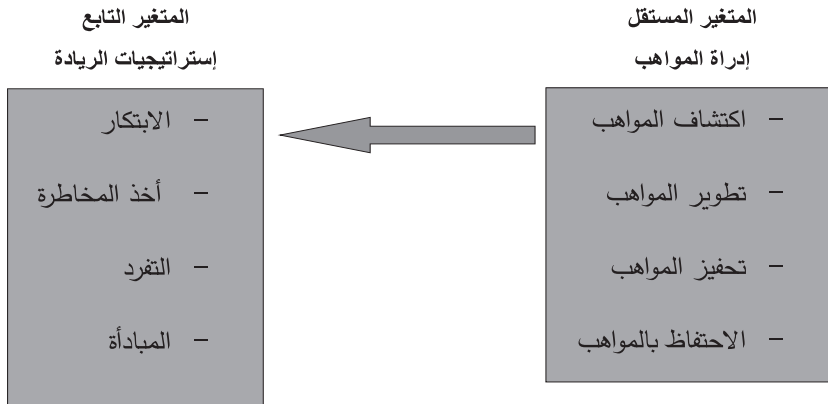 المتغير المستقل
إدراة المواهب
- اكتشاف المواهب
- تطوير المواهب
- تحفيز المواهب
- الاحتفاظ بالمواهب
المتغير التابع
إستراتيجيات الريادة
- الابتكار
- أخذ المخاطرة
- التفرد
- المبادأة